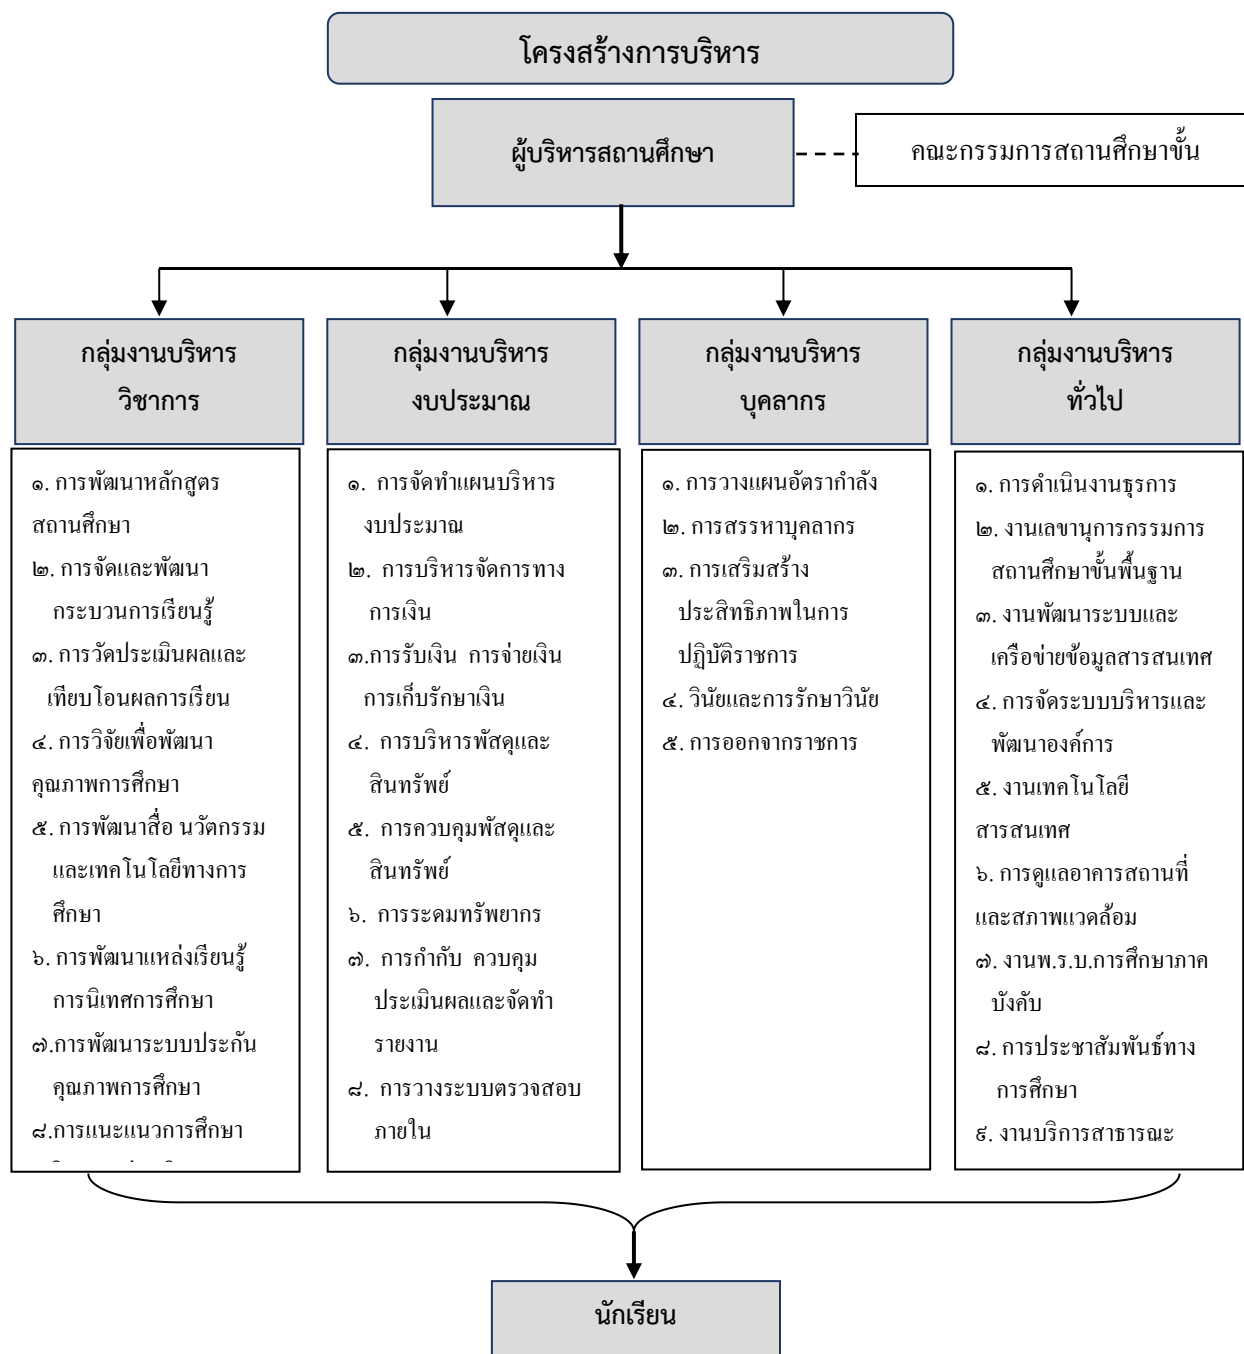 โครงสร้างการบริหาร
ผู้บริหารสถานศึกษา
คณะกรรมการสถานศึกษาขั้น
กลุ่มงานบริหาร
วิชาการ
กลุ่มงานบริหาร
งบประมาณ
กลุ่มงานบริหาร
บุคลากร
กลุ่มงานบริหาร
ทั่วไป
๑. การพัฒนาหลักสูตร
สถานศึกษา
๒. การจัดและพัฒนา
กระบวนการเรียนรู้
๓. การวัดประเมินผลและ
เทียบโอนผลการเรียน
๔. การวิจัยเพื่อพัฒนา
คุณภาพการศึกษา
๕. การพัฒนาสื่อ นวัตกรรม
และเทคโนโลยีทางการ
ศึกษา
๖. การพัฒนาแหล่งเรียนรู้
การนิเทศการศึกษา
๗.การพัฒนาระบบประกัน
คุณภาพการศึกษา
๘.การแนะแนวการศึกษา
๑. การจัดทำแผนบริหาร
งบประมาณ
๒. การบริหารจัดการทาง
การเงิน
๓.การรับเงิน การจ่ายเงิน
การเก็บรักษาเงิน
๔. การบริหารพัสดุและ
สินทรัพย์
๕. การควบคุมพัสดุและ
สินทรัพย์
๖. การระดมทรัพยากร
๗. การกำกับ ควบคุม
ประเมินผลและจัดทำ
รายงาน
๘. การวางระบบตรวจสอบ
ภายใน
๑. การวางแผนอัตรากำลัง
๒. การสรรหาบุคลากร
๓. การเสริมสร้าง
ประสิทธิภาพในการ
ปฏิบัติราชการ
๔. วินัยและการรักษาวินัย
๕. การออกจากราชการ
๑. การดำเนินงานธุรการ
๒. งานเลขานุการกรรมการ
สถานศึกษาขั้นพื้นฐาน
๓. งานพัฒนาระบบและ
เครือข่ายข้อมูลสารสนเทศ
๔. การจัดระบบบริหารและ
พัฒนาองค์การ
๕. งานเทคโนโลยี
สารสนเทศ
๖. การดูแลอาคารสถานที่
และสภาพแวดล้อม
๗. งานพ.ร.บ.การศึกษาภาค
บังคับ
๘. การประชาสัมพันธ์ทาง
การศึกษา
๙. งานบริการสาธารณะ
นักเรียน